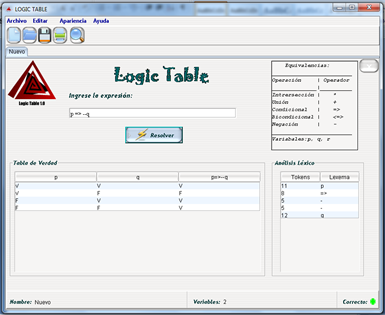 LOGIC TABLE
Archivo Editar Apariencia Ayuda
Nuevo
Logic Table 1.0
Logic Table
Ingrese le expresión:
p=>--q
Resolver
Equivalencias:
Operación | Operador
Intersección | *
Unión | +
Condicional | =>
Bicondicional | <=>
Negación | -
Variables:p, q, r
Tabla de Verdad
p q p=>--q
V V V
V F F
F V V
F F V
Análisis Léxico
Tokens Lexema
11 p
8 =>
5 -
5 -
12 q
Nombre: Nuevo
Variables: 2
Correcto: